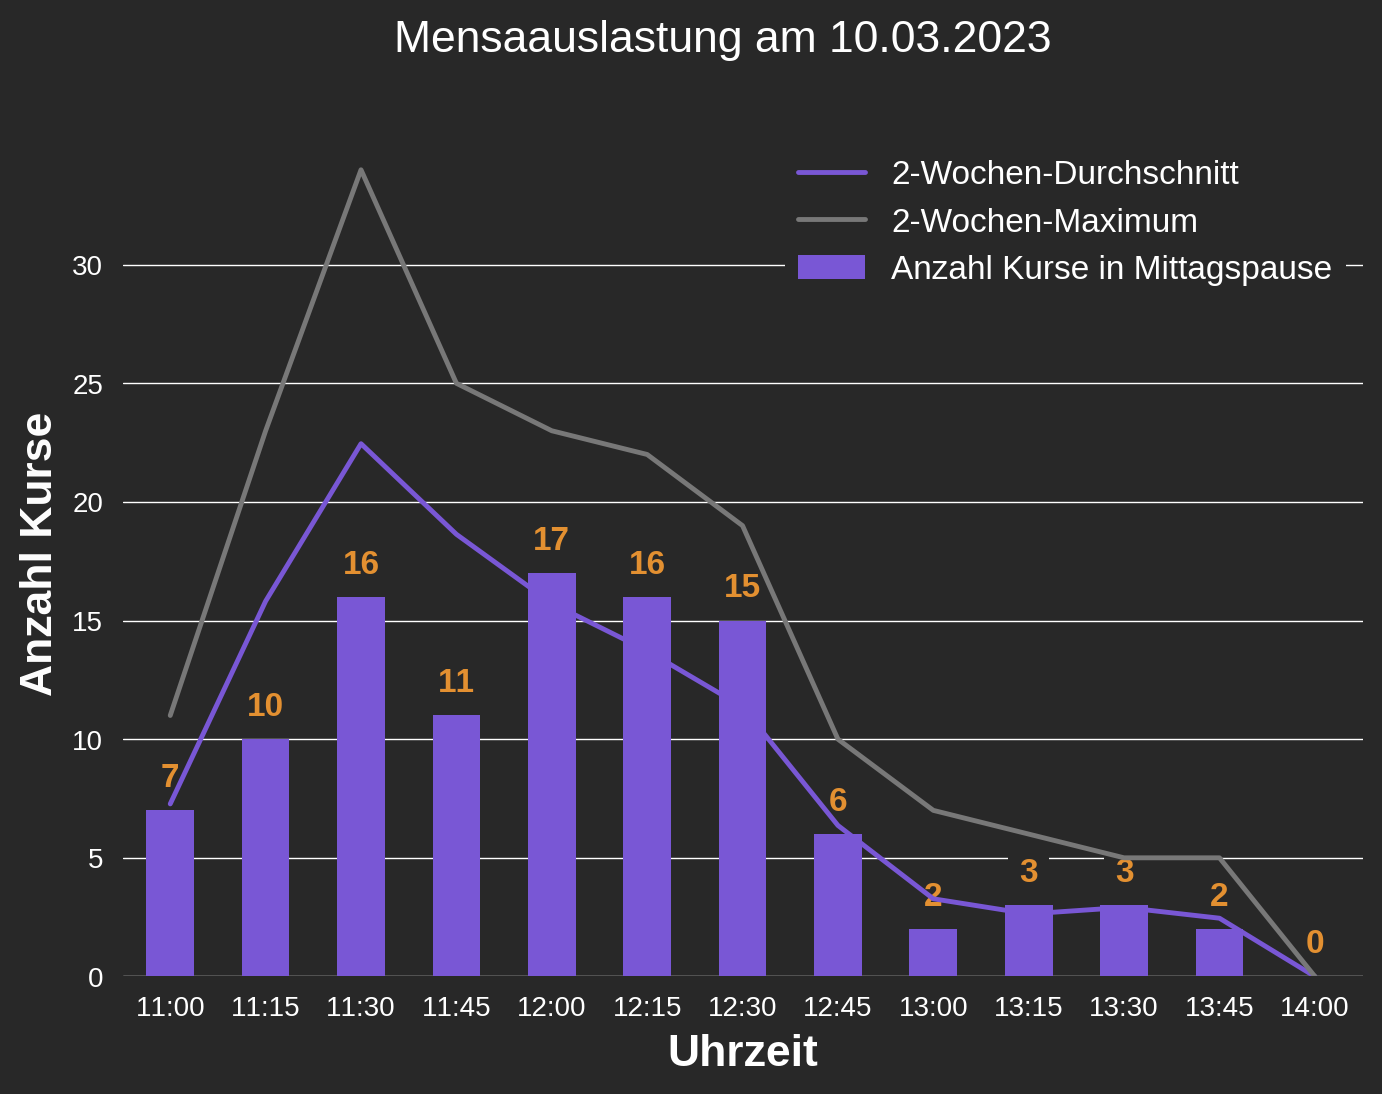 Mensaauslastung am 10.03.2023
2-Wochen-Durchschnitt
2-Wochen-Maximum
Anzahl Kurse in Mittagspause
Anzahl Kurse
30
25
20
15
10
5
0
7
10
16
11
17
16
15
6
2
3
3
2
0
11:00 11:15 11:30 11:45 12:00 12:15 12:30 12:45 13:00 13:15 13:30 13:45 14:00
Uhrzeit